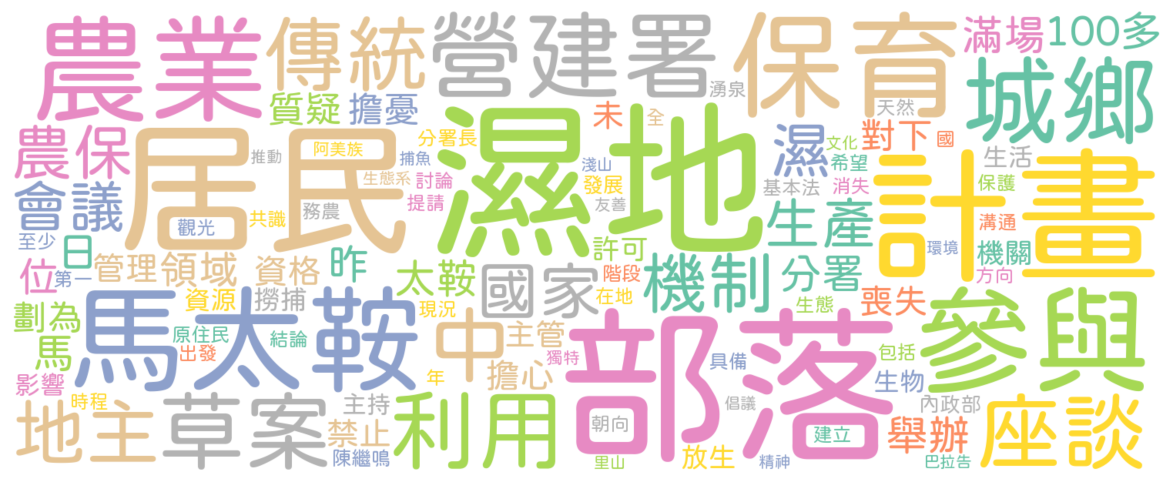 農業
傳統
營建署
保育
滿場
100多
城鄉
質疑
擔憂
湧泉
天然
未
全
農保
居民
濕地
分署長
阿美族
推動
捕魚
生態系
討論
提請
淺山
發展
友善
濕
文化
希望
對下
國
生活
基本法
消失
計畫
保護
會議
觀光
共識
務農
生產
溝通
至少
日
位
第一
管理
領域
資格
昨
太鞍
許可
國家
階段
機制
分署
環境
機關
方向
劃為
馬太鞍
資源
撈捕
現況
在地
生態
喪失
參與
馬
原住民
出發
結論
中
主管
獨特
部落
具備
包括
生物
影響
年
擔心
時程
地主
草案
主持
禁止
陳繼鳴
利用
朝向
里山
倡議
放生
建立
精神
內政部
舉辦
巴拉告
座談